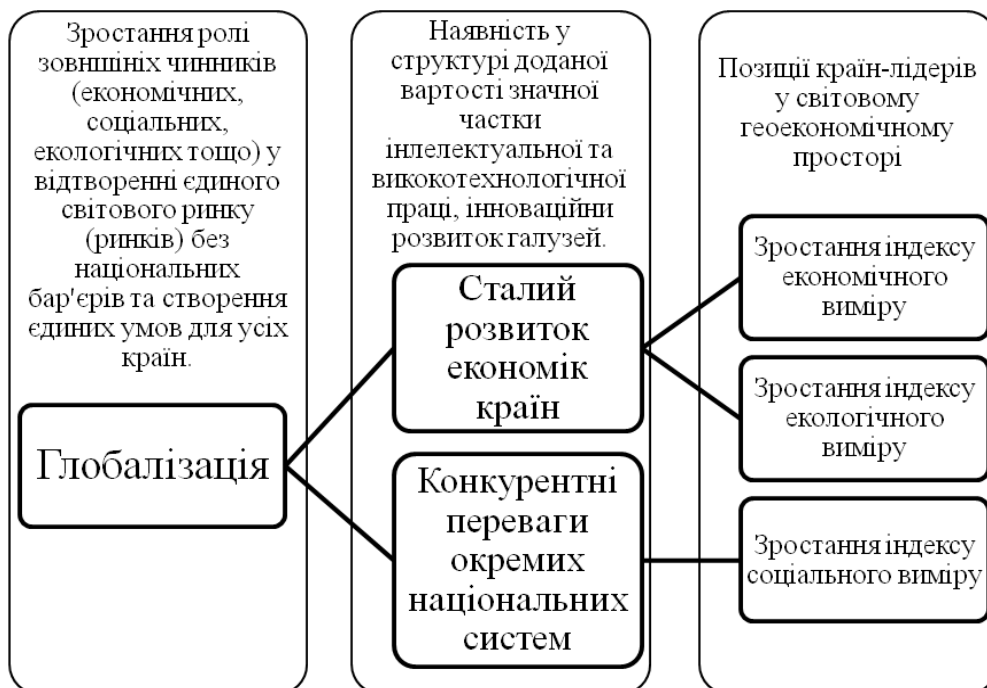 Зростання ролі
зовнішніх чинників
(економічних,
соціальних,
екологічних тощо) у
відтворенні єдиного
світового ринку
(ринків) без
національних
бар'єрів та створення
єдиних умов для усіх
країн.
Глобалізація
Наявність у
структурі доданої
вартості значної
частки
інлелектуальної та
викокотехнологічної
праці, інноваційни
розвиток галузей.
Сталий
розвиток
економік
країн
Конкурентні
переваги
окремих
національних
систем
Позиції країн-лідерів
у світовому
геоекономічному
просторі
Зростання індексу
економічного
виміру
Зростання індексу
екологічного
виміру
Зростання індексу
соціального виміру